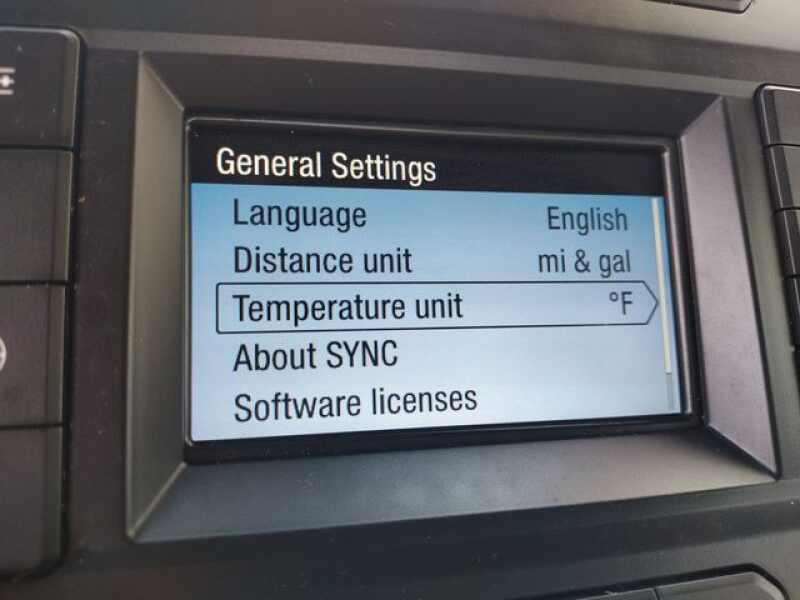 General Settings
Language English
Distance unit mi & gal
Temperature unit °F
About SYNC
Software licenses